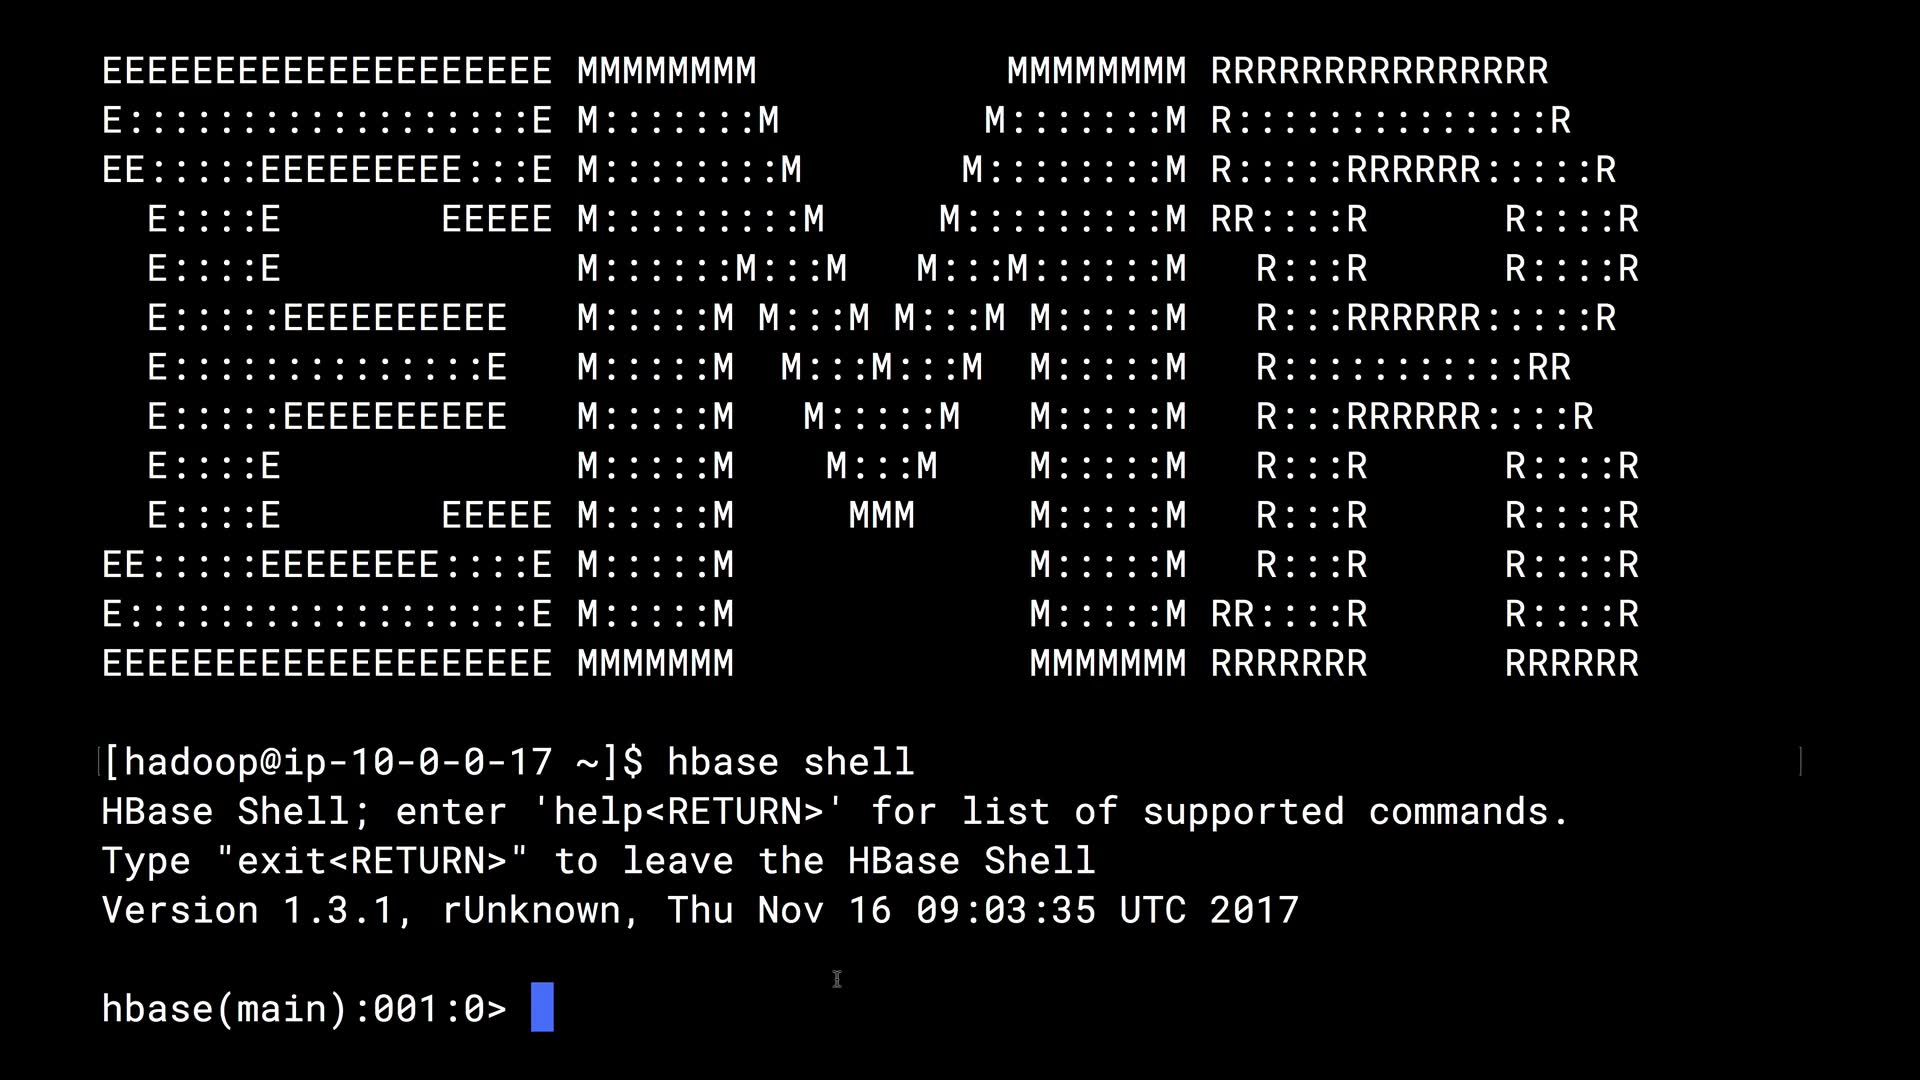 EEEEEEEEEEEEEEEEEEEE MMMMMMMM           MMMMMMMM RRRRRRRRRRRRRRR
E::::::::::::::::::E M:::::::M         M:::::::M R::::::::::::::R
EE:::::EEEEEEEEE:::E M::::::::M       M::::::::M R:::::RRRRRR:::::R
  E::::E       EEEEE M:::::::::M     M:::::::::M RR::::R      R::::R
  E::::E             M::::::M:::M   M:::M::::::M   R:::R      R::::R
  E:::::EEEEEEEEEE   M:::::M M:::M M:::M M:::::M   R:::RRRRRR:::::R
  E::::::::::::::E   M:::::M  M:::M:::M  M:::::M   R:::::::::::RR
  E:::::EEEEEEEEEE   M:::::M   M:::::M   M:::::M   R:::RRRRRR::::R
  E::::E             M:::::M    M:::M    M:::::M   R:::R      R::::R
  E::::E       EEEEE M:::::M     MMM     M:::::M   R:::R      R::::R
EE:::::EEEEEEEE::::E M:::::M             M:::::M   R:::R      R::::R
E::::::::::::::::::E M:::::M             M:::::M RR::::R      R::::R
EEEEEEEEEEEEEEEEEEEE MMMMMMM             MMMMMMM RRRRRRR      RRRRRR
[hadoop@ip-10-0-0-17 ~]$ hbase shell
HBase Shell; enter 'help<RETURN>' for list of supported commands.
Type "exit<RETURN>" to leave the HBase Shell
Version 1.3.1, rUnknown, Thu Nov 16 09:03:35 UTC 2017
hbase(main):001:0>